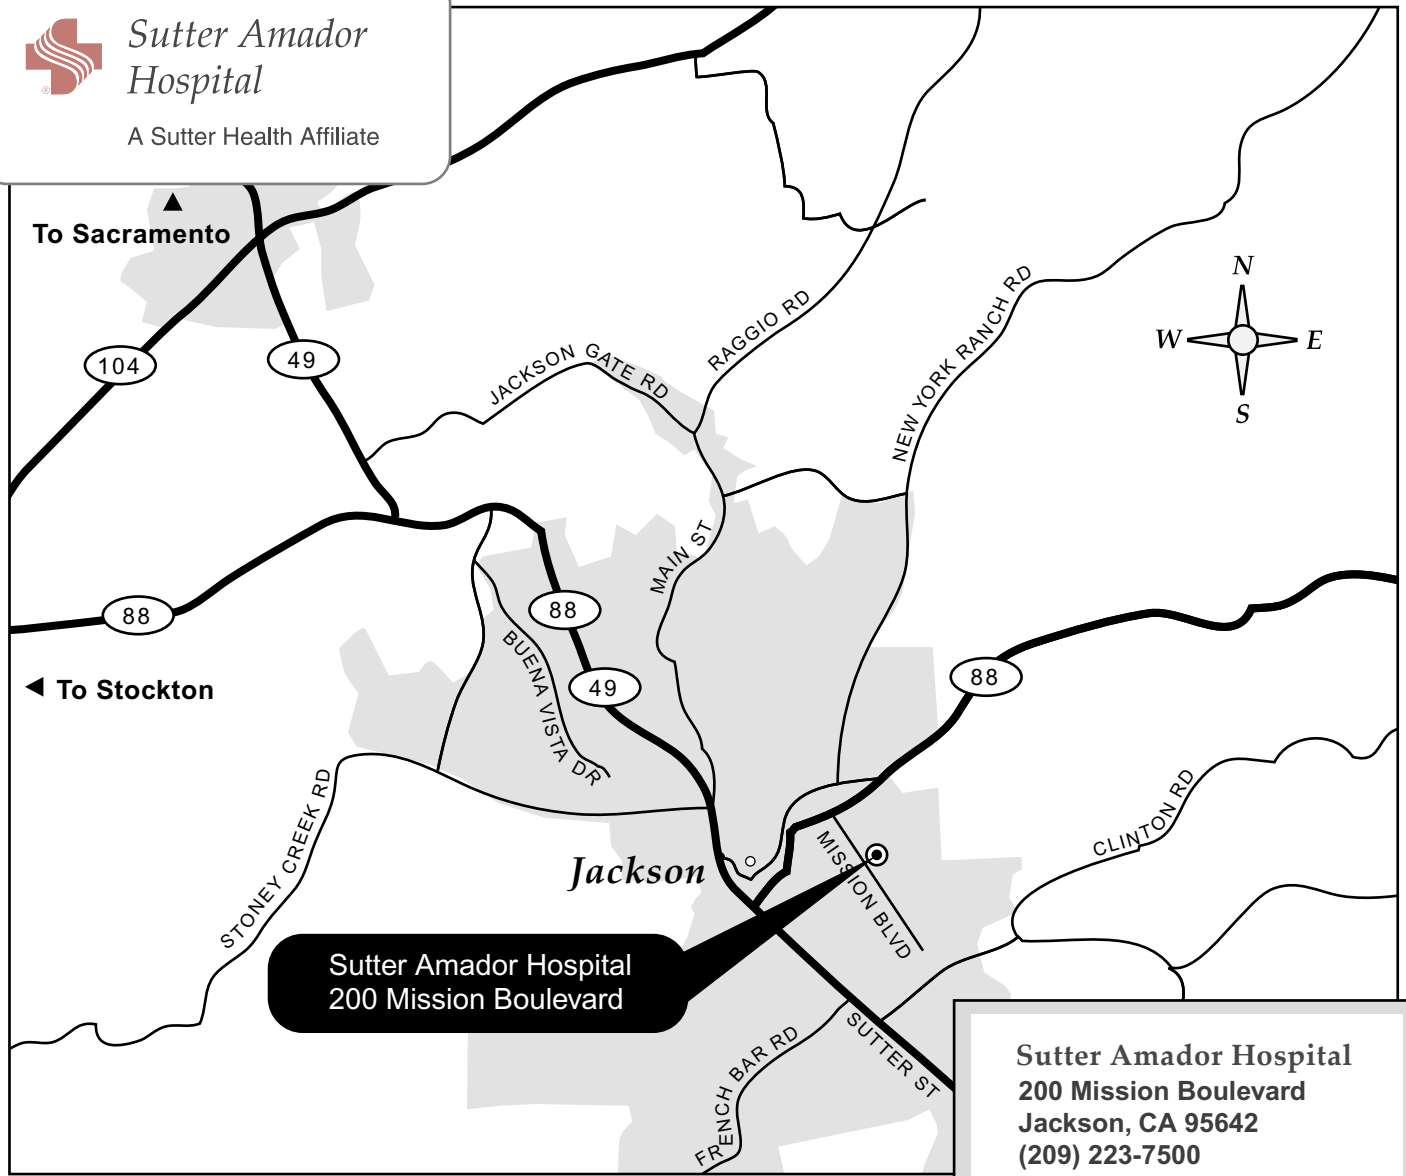 Sutter Amador
Hospital
®
A Sutter Health Affiliate
To Sacramento
N
W
E
S
104
49
JACKSON GATE RD
RAGGIO RD
NEW YORK RANCH RD
MAIN ST
88
88
BUENA VISTA DR
49
88
To Stockton
STONEY CREEK RD
CLINTON RD
Jackson
MISSION BLVD
Sutter Amador Hospital
200 Mission Boulevard
FRENCH BAR RD
SUTTER ST
Sutter Amador Hospital
200 Mission Boulevard
Jackson, CA 95642
(209) 223-7500